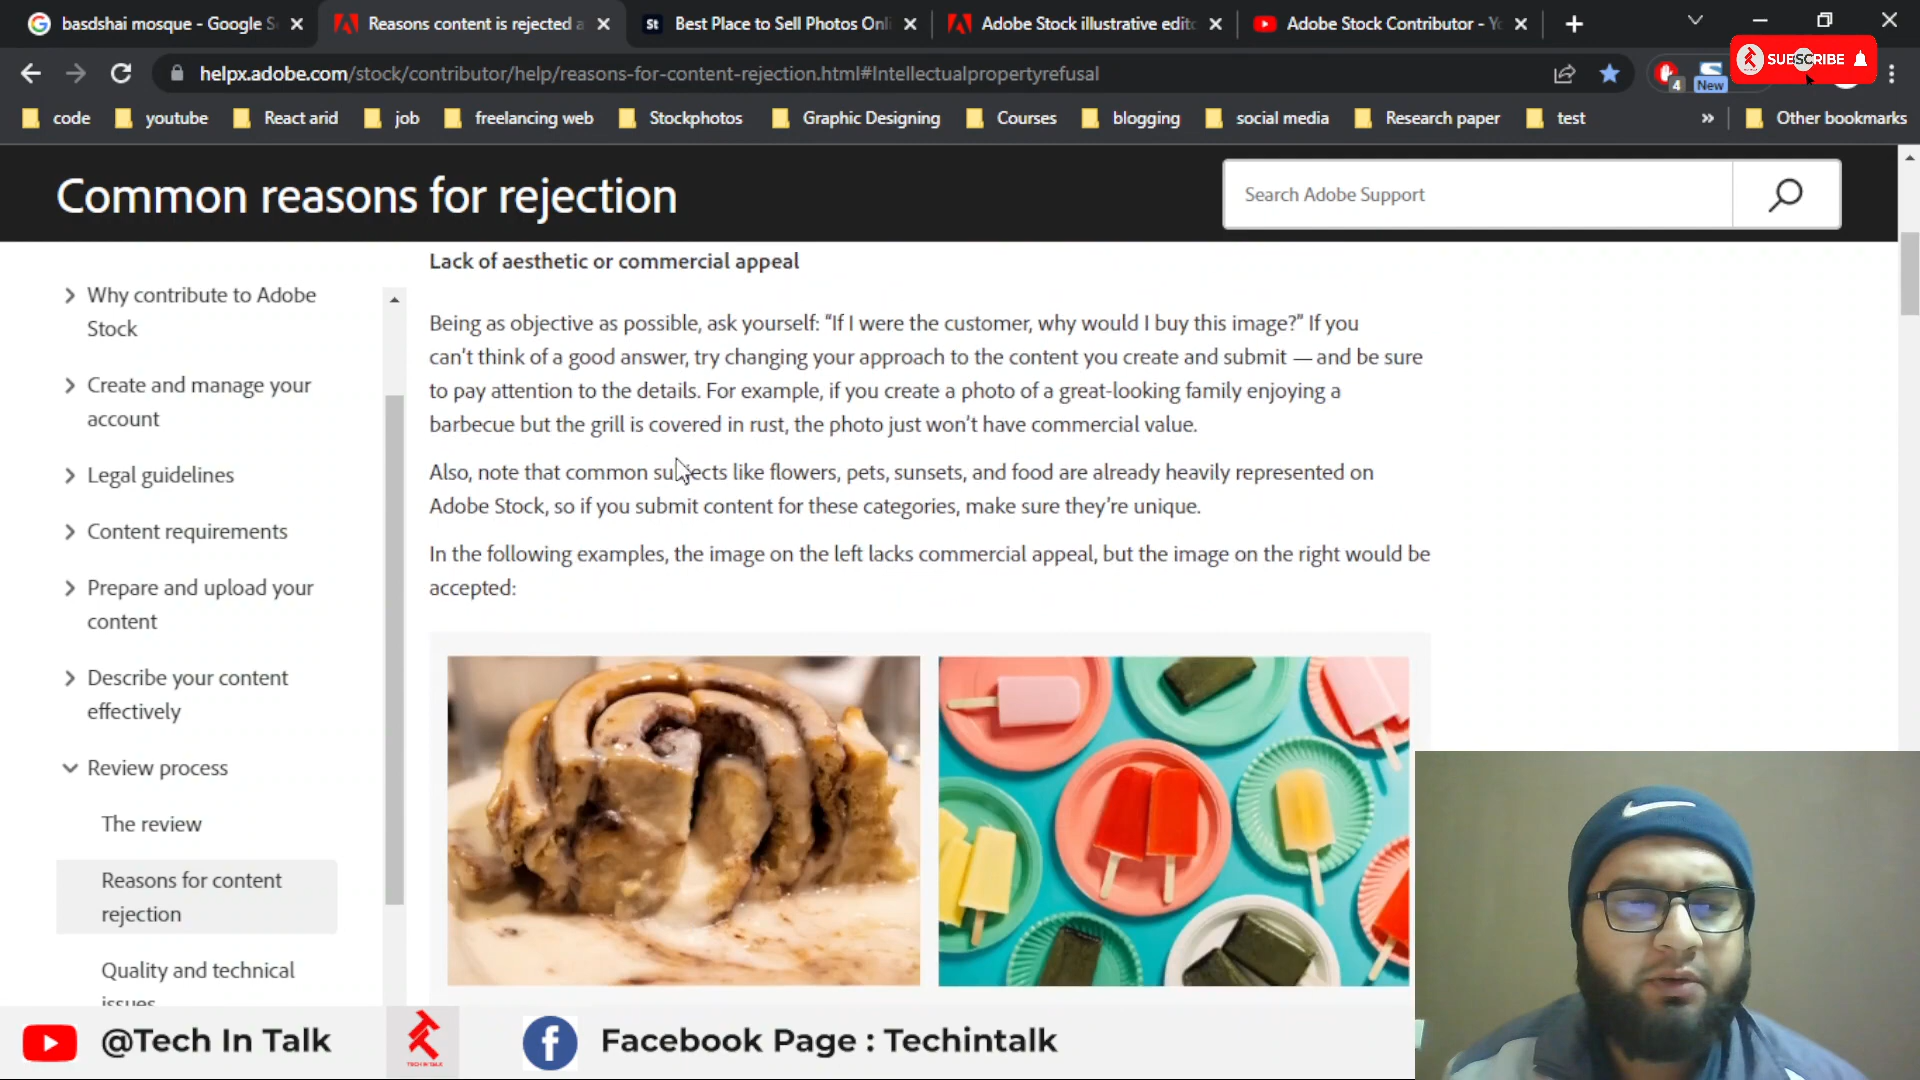 basdshai mosque - Google S
Reasons content is rejected a
St
Best Place to Sell Photos Onli
Adobe Stock illustrative edit
Adobe Stock Contributor - Y
helpx.adobe.com/stock/contributor/help/reasons-for-content-rejection.html#Intellectualpropertyrefusal
4
New
SUBSCRIBE
code
youtube
React arid
job
freelancing web
Stockphotos
Graphic Designing
Courses
blogging
social media
Research paper
test
»
Other bookmarks
Common reasons for rejection
Search Adobe Support
Why contribute to Adobe
Stock
Create and manage your
account
Legal guidelines
Content requirements
Prepare and upload your
content
Describe your content
effectively
Review process
The review
Reasons for content
rejection
Quality and technical
issues
Lack of aesthetic or commercial appeal
Being as objective as possible, ask yourself: “If I were the customer, why would I buy this image?” If you
can’t think of a good answer, try changing your approach to the content you create and submit — and be sure
to pay attention to the details. For example, if you create a photo of a great-looking family enjoying a
barbecue but the grill is covered in rust, the photo just won’t have commercial value.
Also, note that common subjects like flowers, pets, sunsets, and food are already heavily represented on
Adobe Stock, so if you submit content for these categories, make sure they’re unique.
In the following examples, the image on the left lacks commercial appeal, but the image on the right would be
accepted:
@Tech In Talk
TECH IN TALK
Facebook Page : Techintalk